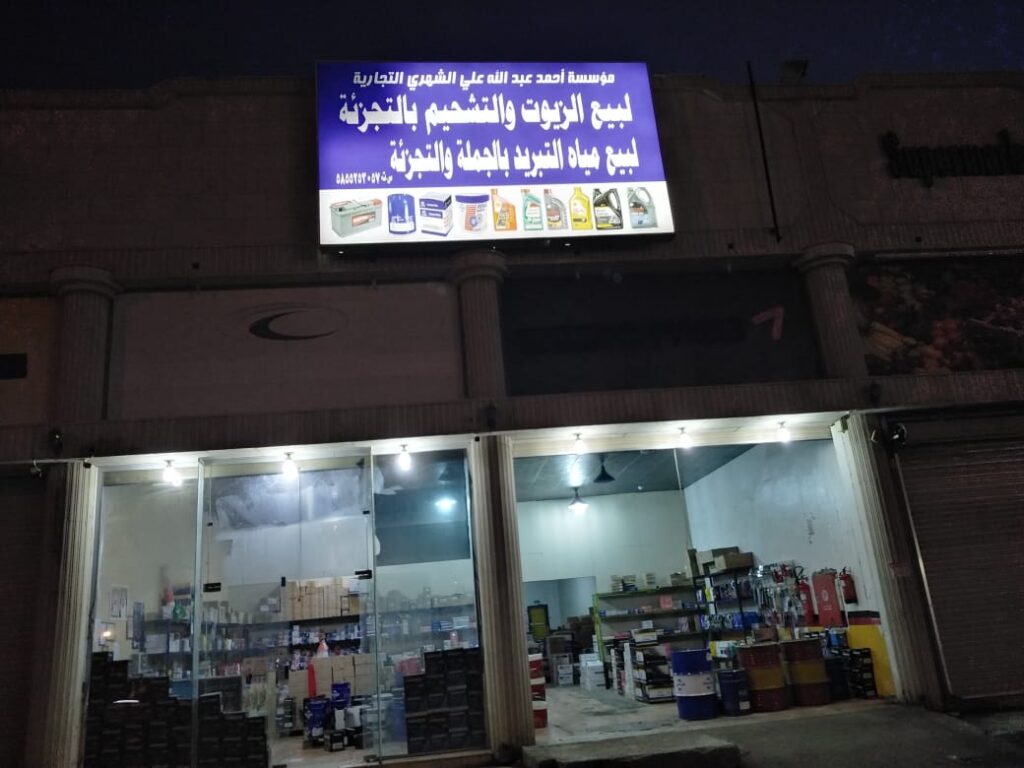 مؤسسة أحمد عبد الله علي الشهري التجارية
لبيع الزيوت والتشحيم بالتجزئة
لبيع مياه التبريد بالجملة والتجزئة